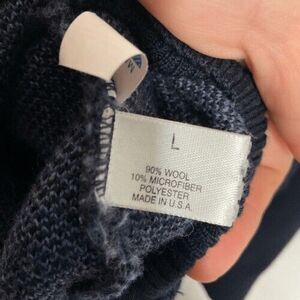 L
90% WOOL
10% MICROFIBER
POLYESTER
MADE IN U.S.A.